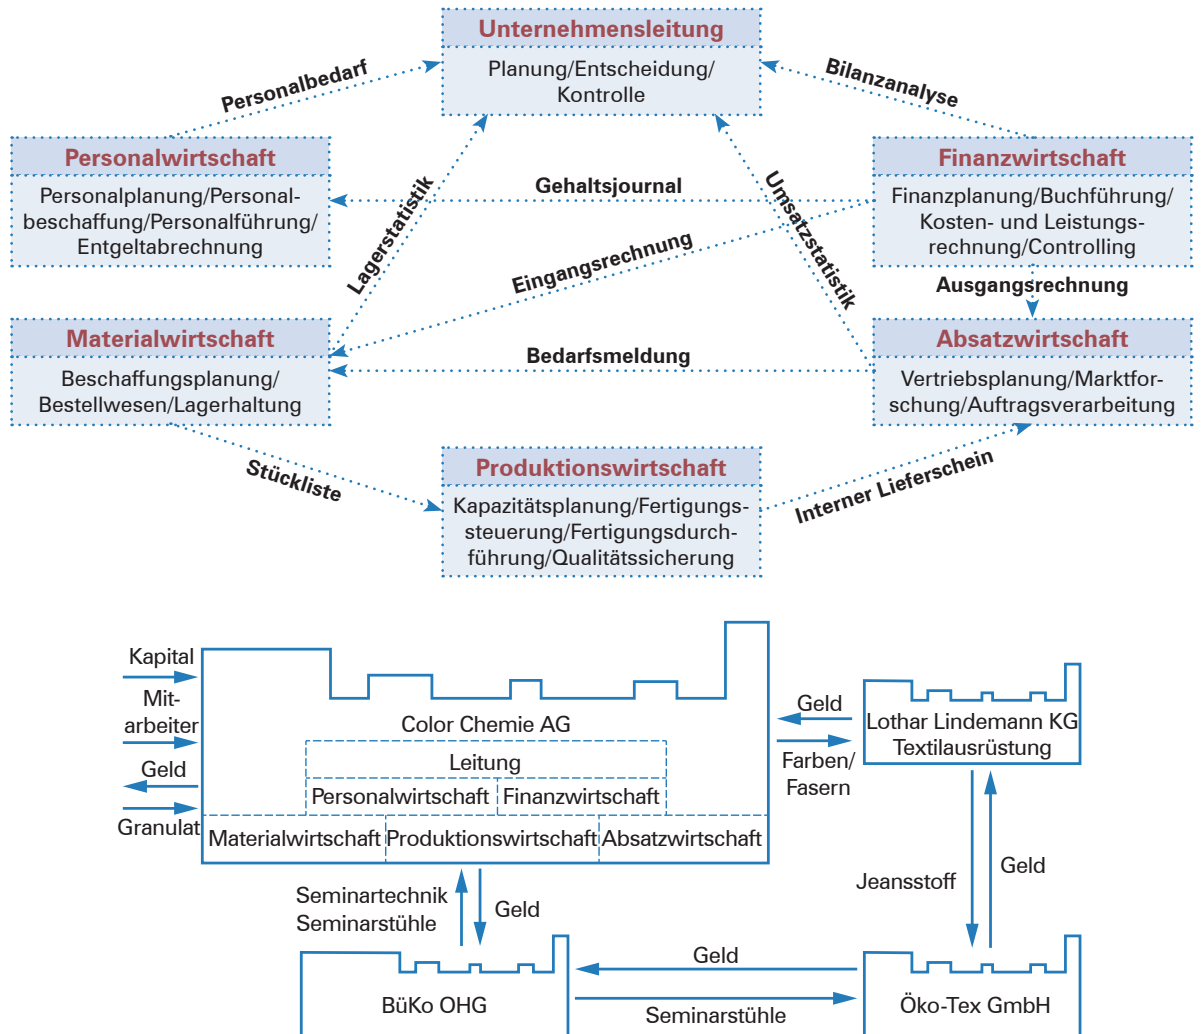 Unternehmensleitung
Planung/Entscheidung/
Kontrolle
Personalbedarf
Bilanzanalyse
Personalwirtschaft
Personalplanung/Personal-
beschaffung/Personalführung/
Entgeltabrechnung
Finanzwirtschaft
Finanzplanung/Buchführung/
Kosten- und Leistungs-
rechnung/Controlling
Gehaltsjournal
Lagerstatistik
Eingangsrechnung
Umsatzstatistik
Ausgangsrechnung
Materialwirtschaft
Beschaffungsplanung/
Bestellwesen/Lagerhaltung
Bedarfsmeldung
Absatzwirtschaft
Vertriebsplanung/Marktfor-
schung/Auftragsverarbeitung
Stückliste
Produktionswirtschaft
Kapazitätsplanung/Fertigungs-
steuerung/Fertigungsdurch-
führung/Qualitätssicherung
Interner Lieferschein
Kapital
Mit-
arbeiter
Geld
Granulat
Color Chemie AG
Leitung
Personalwirtschaft
Finanzwirtschaft
Materialwirtschaft
Produktionswirtschaft
Absatzwirtschaft
Geld
Farben/
Fasern
Lothar Lindemann KG
Textilausrüstung
Seminartechnik
Seminarstühle
Geld
Jeansstoff
Geld
BüKo OHG
Geld
Seminarstühle
Öko-Tex GmbH